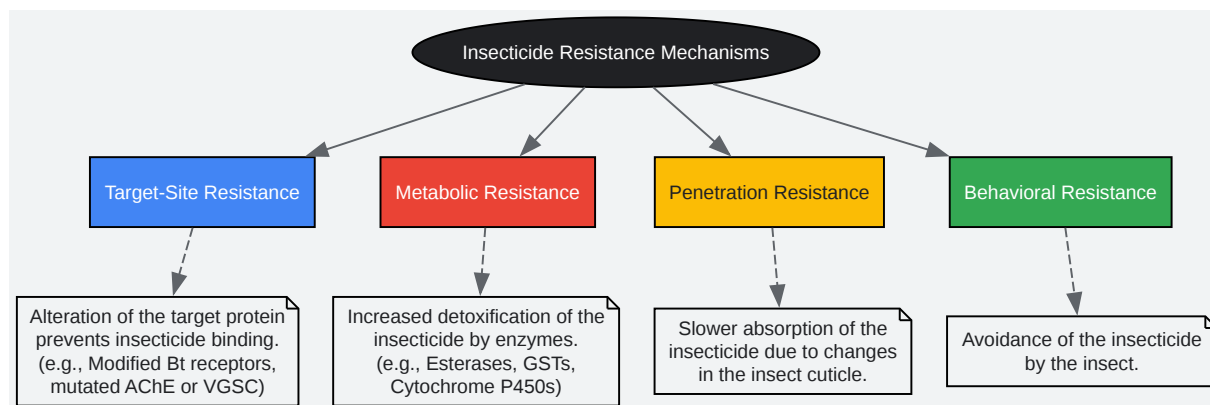 Insecticide Resistance Mechanisms
Target-Site Resistance
Metabolic Resistance
Penetration Resistance
Behavioral Resistance
Alteration of the target protein
prevents insecticide binding.
(e.g., Modified Bt receptors,
mutated AChE or VGSC)
Increased detoxification of the
insecticide by enzymes.
(e.g., Esterases, GSTs,
Cytochrome P450s)
Slower absorption of the
insecticide due to changes
in the insect cuticle.
Avoidance of the insecticide
by the insect.